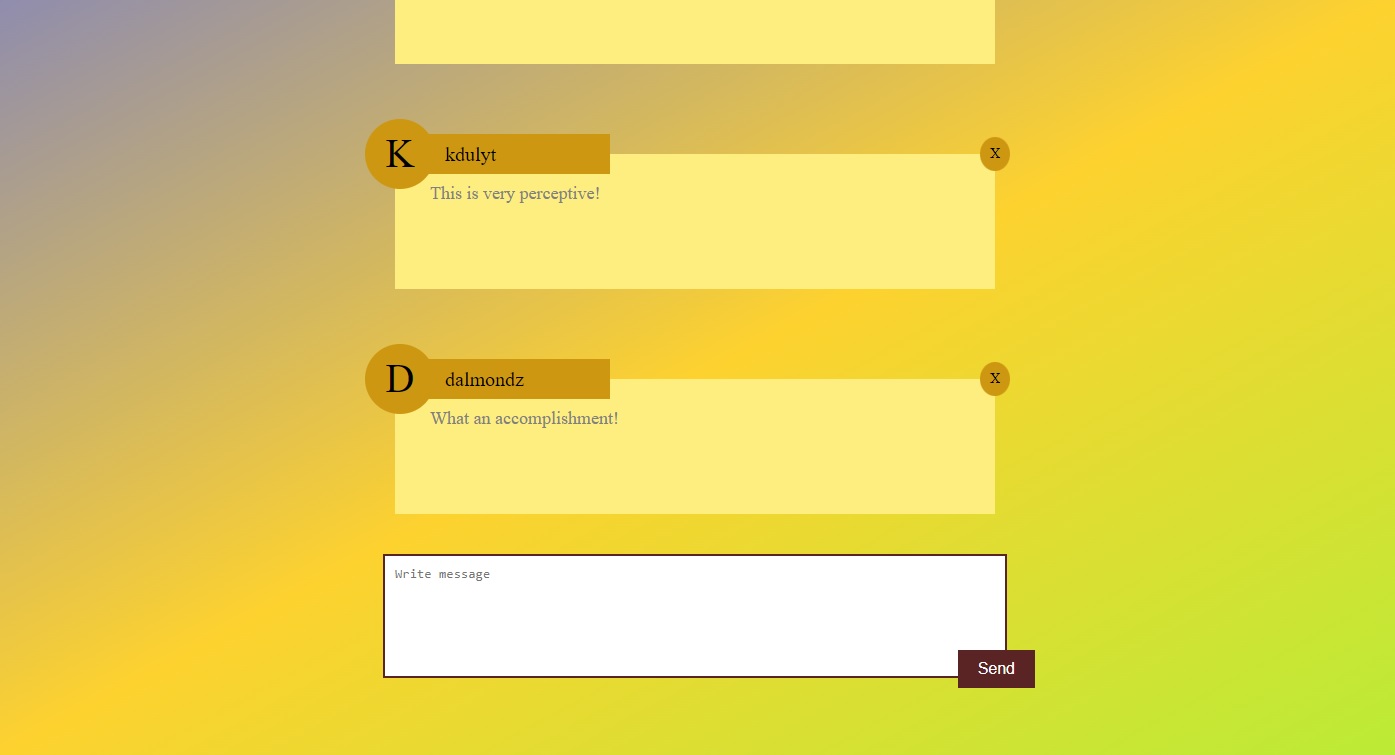 K
kdulyt
X
This is very perceptive!
D
dalmondz
X
What an accomplishment!
Write message
Send